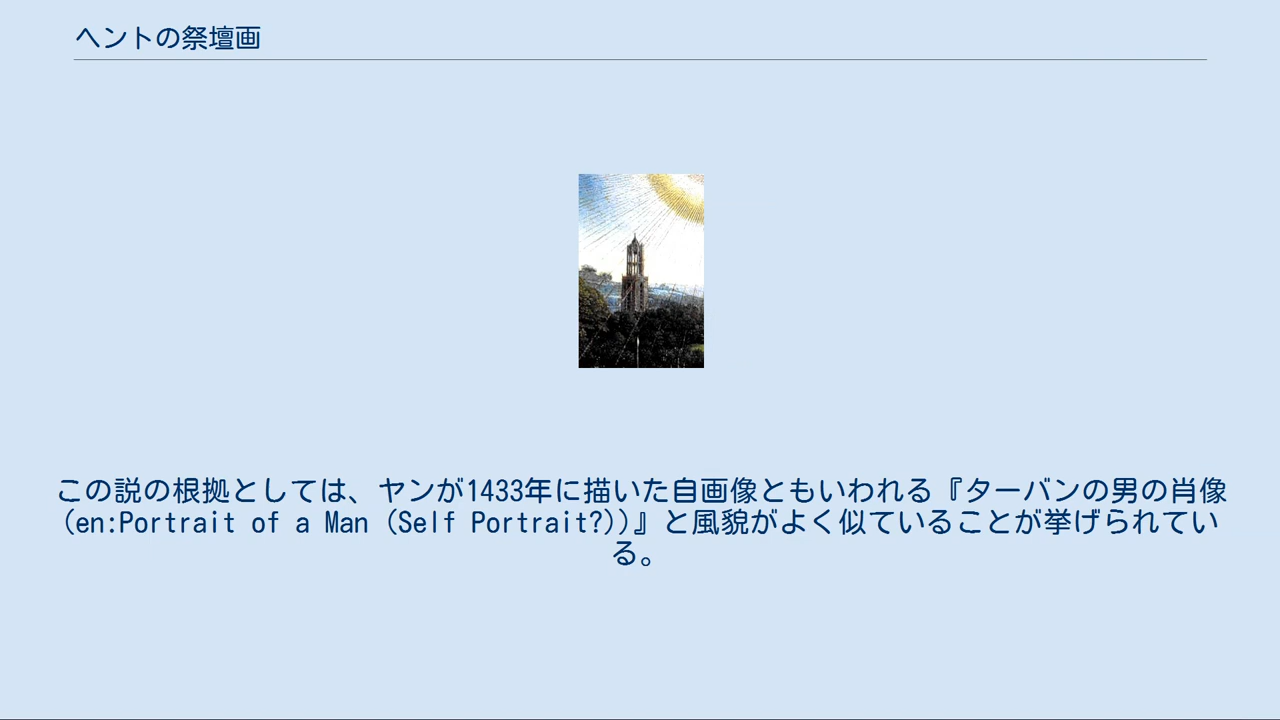 ヘントの祭壇画
この説の根拠としては、ヤンが1433年に描いた自画像ともいわれる『ターバンの男の肖像
(en:Portrait of a Man (Self Portrait?))』と風貌がよく似ていることが挙げられてい
る。